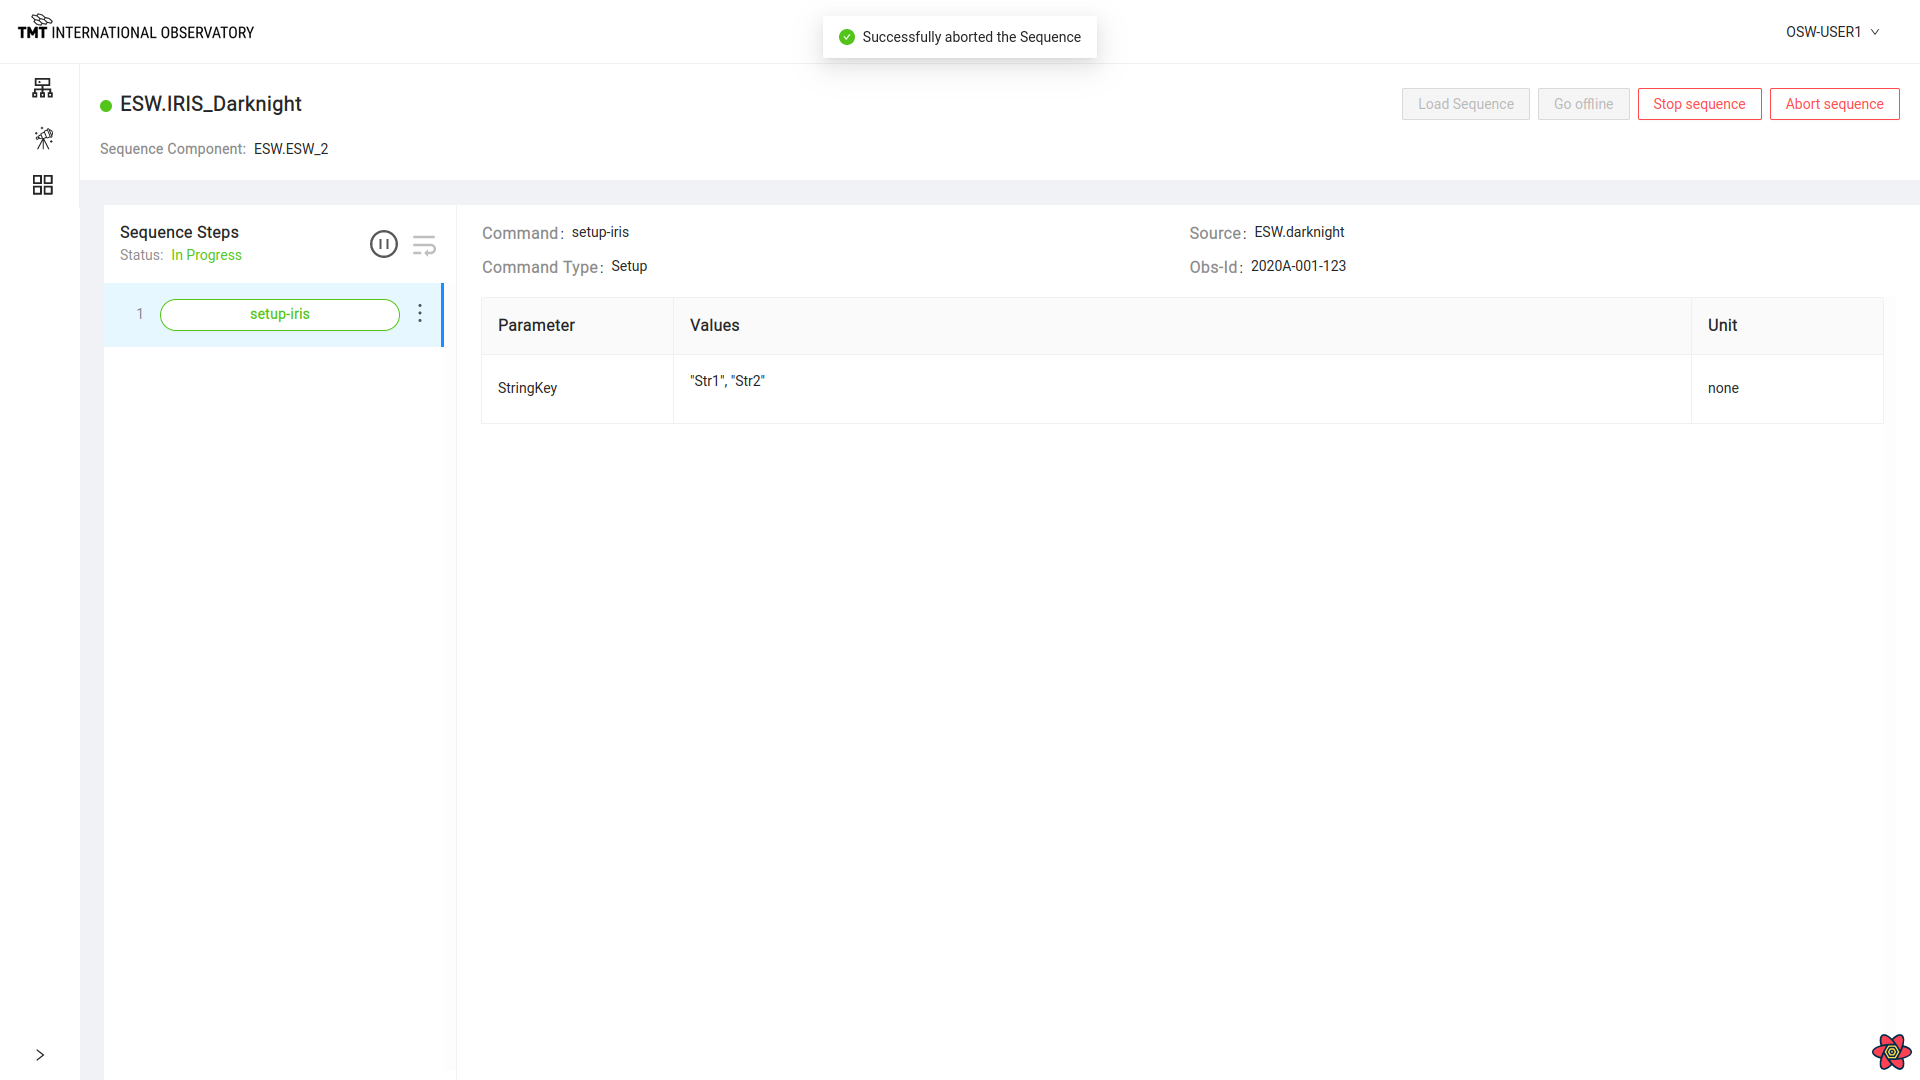 TMT INTERNATIONAL OBSERVATORY
Successfully aborted the Sequence
OSW-USER1
ESW.IRIS_Darknight
Load Sequence
Go offline
Stop sequence
Abort sequence
Sequence Component: ESW.ESW_2
Sequence Steps
Status: In Progress
1
setup-iris
Command: setup-iris
Source: ESW.darknight
Command Type: Setup
Obs-Id: 2020A-001-123
Parameter
Values
Unit
StringKey
"Str1", "Str2"
none